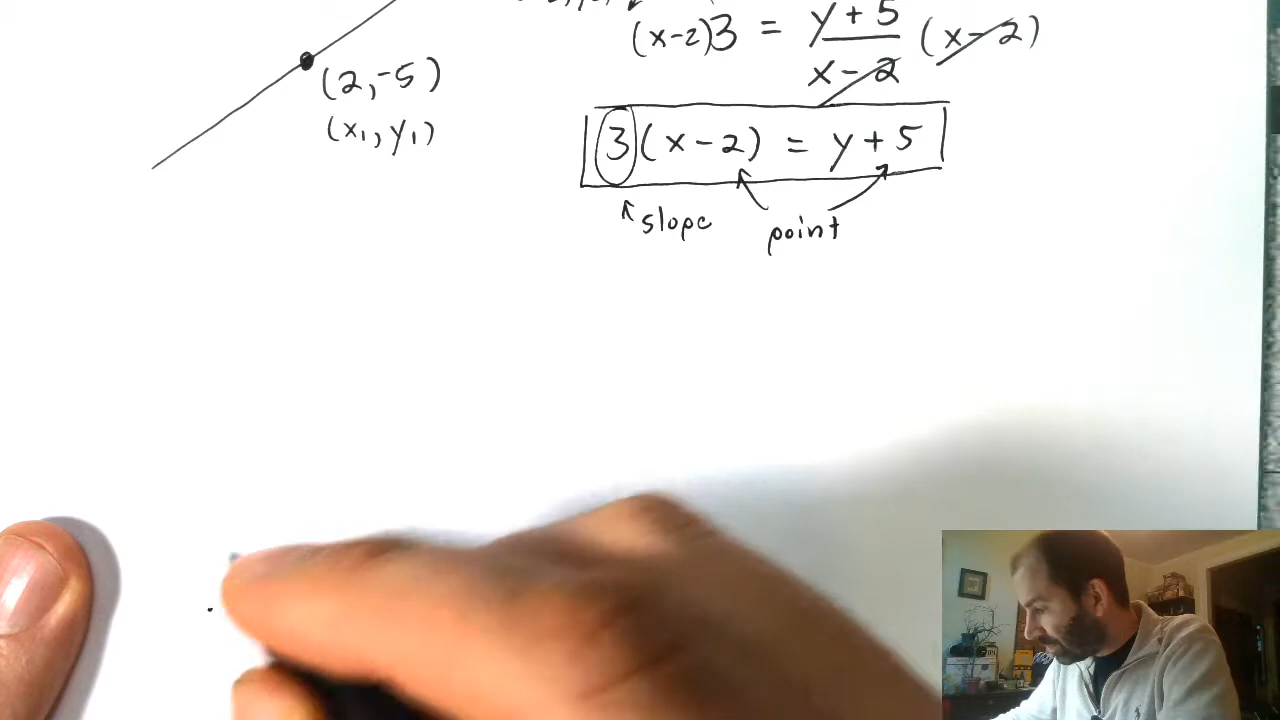 (x-2)3 = y+5/x-2 (x-2)
(2,-5)
(x₁,y₁)
3(x-2) = y+5
slope point